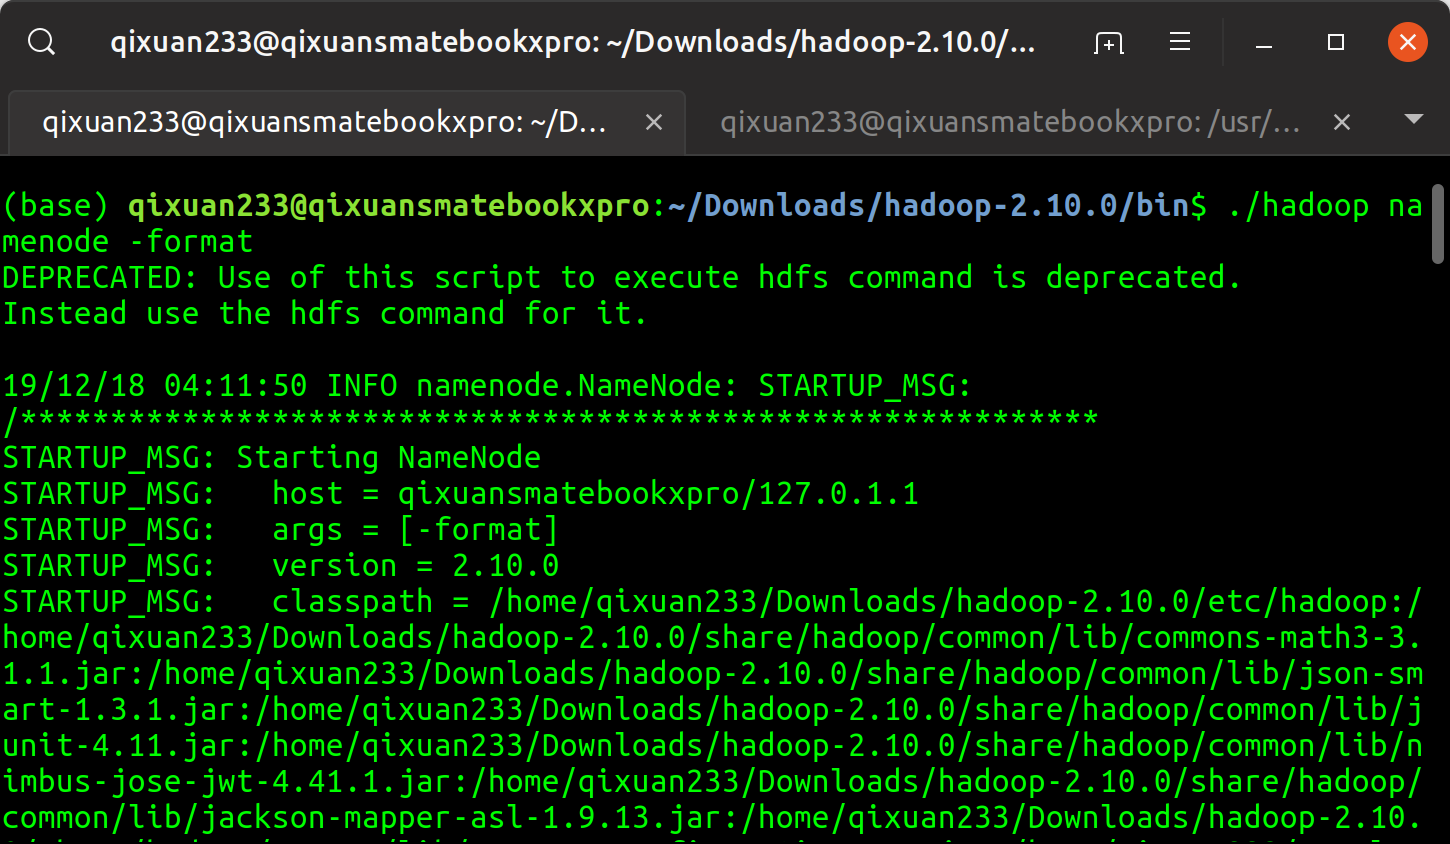 qixuan233@qixuansmatebookxpro: ~/Downloads/hadoop-2.10.0/...
qixuan233@qixuansmatebookxpro: ~/D... qixuan233@qixuansmatebookxpro: /usr/...
(base) qixuan233@qixuansmatebookxpro:~/Downloads/hadoop-2.10.0/bin$ ./hadoop na
menode -format
DEPRECATED: Use of this script to execute hdfs command is deprecated.
Instead use the hdfs command for it.
19/12/18 04:11:50 INFO namenode.NameNode: STARTUP_MSG:
/************************************************************
STARTUP_MSG: Starting NameNode
STARTUP_MSG:   host = qixuansmatebookxpro/127.0.1.1
STARTUP_MSG:   args = [-format]
STARTUP_MSG:   version = 2.10.0
STARTUP_MSG:   classpath = /home/qixuan233/Downloads/hadoop-2.10.0/etc/hadoop:/
home/qixuan233/Downloads/hadoop-2.10.0/share/hadoop/common/lib/commons-math3-3.
1.1.jar:/home/qixuan233/Downloads/hadoop-2.10.0/share/hadoop/common/lib/json-sm
art-1.3.1.jar:/home/qixuan233/Downloads/hadoop-2.10.0/share/hadoop/common/lib/j
unit-4.11.jar:/home/qixuan233/Downloads/hadoop-2.10.0/share/hadoop/common/lib/n
imbus-jose-jwt-4.41.1.jar:/home/qixuan233/Downloads/hadoop-2.10.0/share/hadoop/
common/lib/jackson-mapper-asl-1.9.13.jar:/home/qixuan233/Downloads/hadoop-2.10.